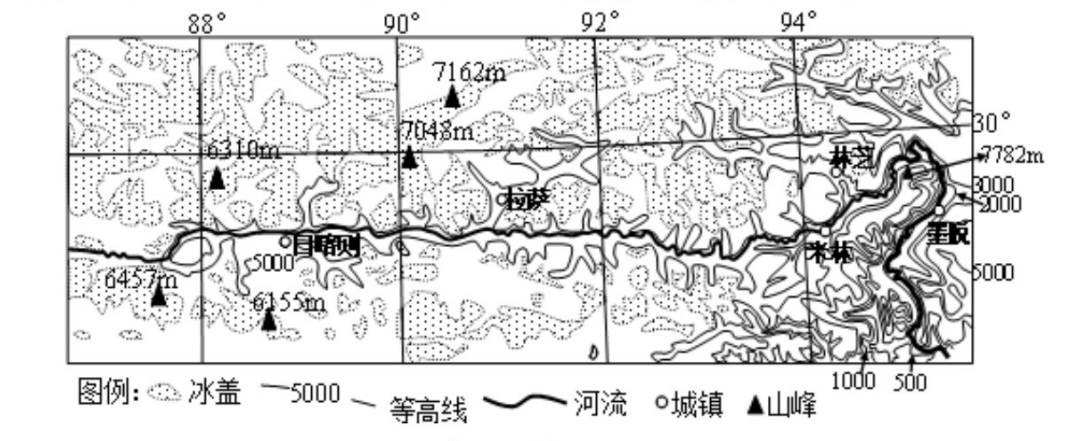 88° 90° 92° 94°
7162m
30°
7048m
6310m
林芝
7782m
3000
拉萨
2000
墨脱
日喀则
米林
5000
5000
6457m
6155m
1000 500
图例: 冰盖 5000 等高线 河流 城镇 山峰